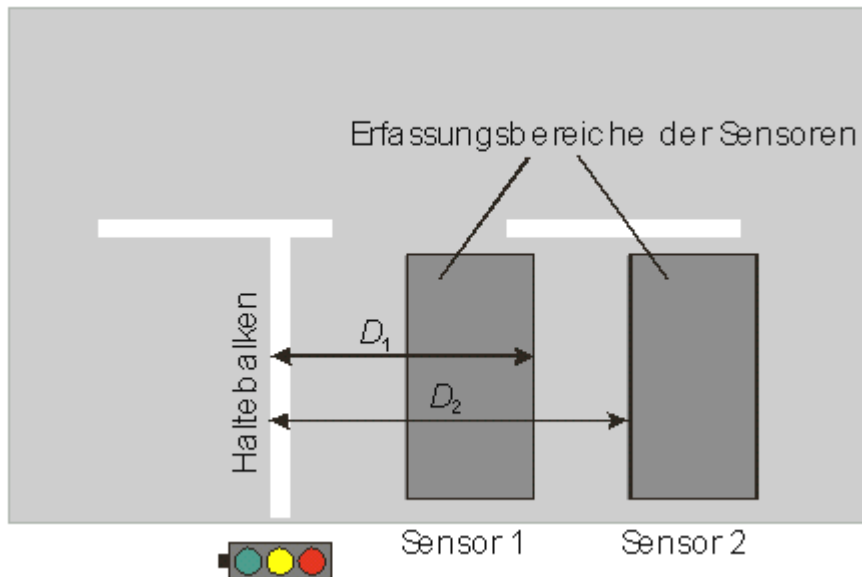 Erfassungsbereiche der Sensoren
Haltebalken
D1
D2
Sensor 1
Sensor 2